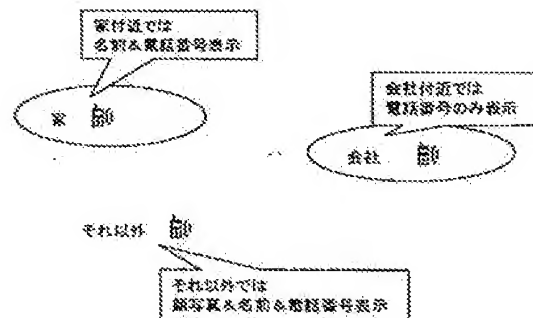 家付近では
名前&電話番号表示
家
会社付近では
電話番号のみ表示
会社
それ以外
それ以外では
顔写真&名前&電話番号表示